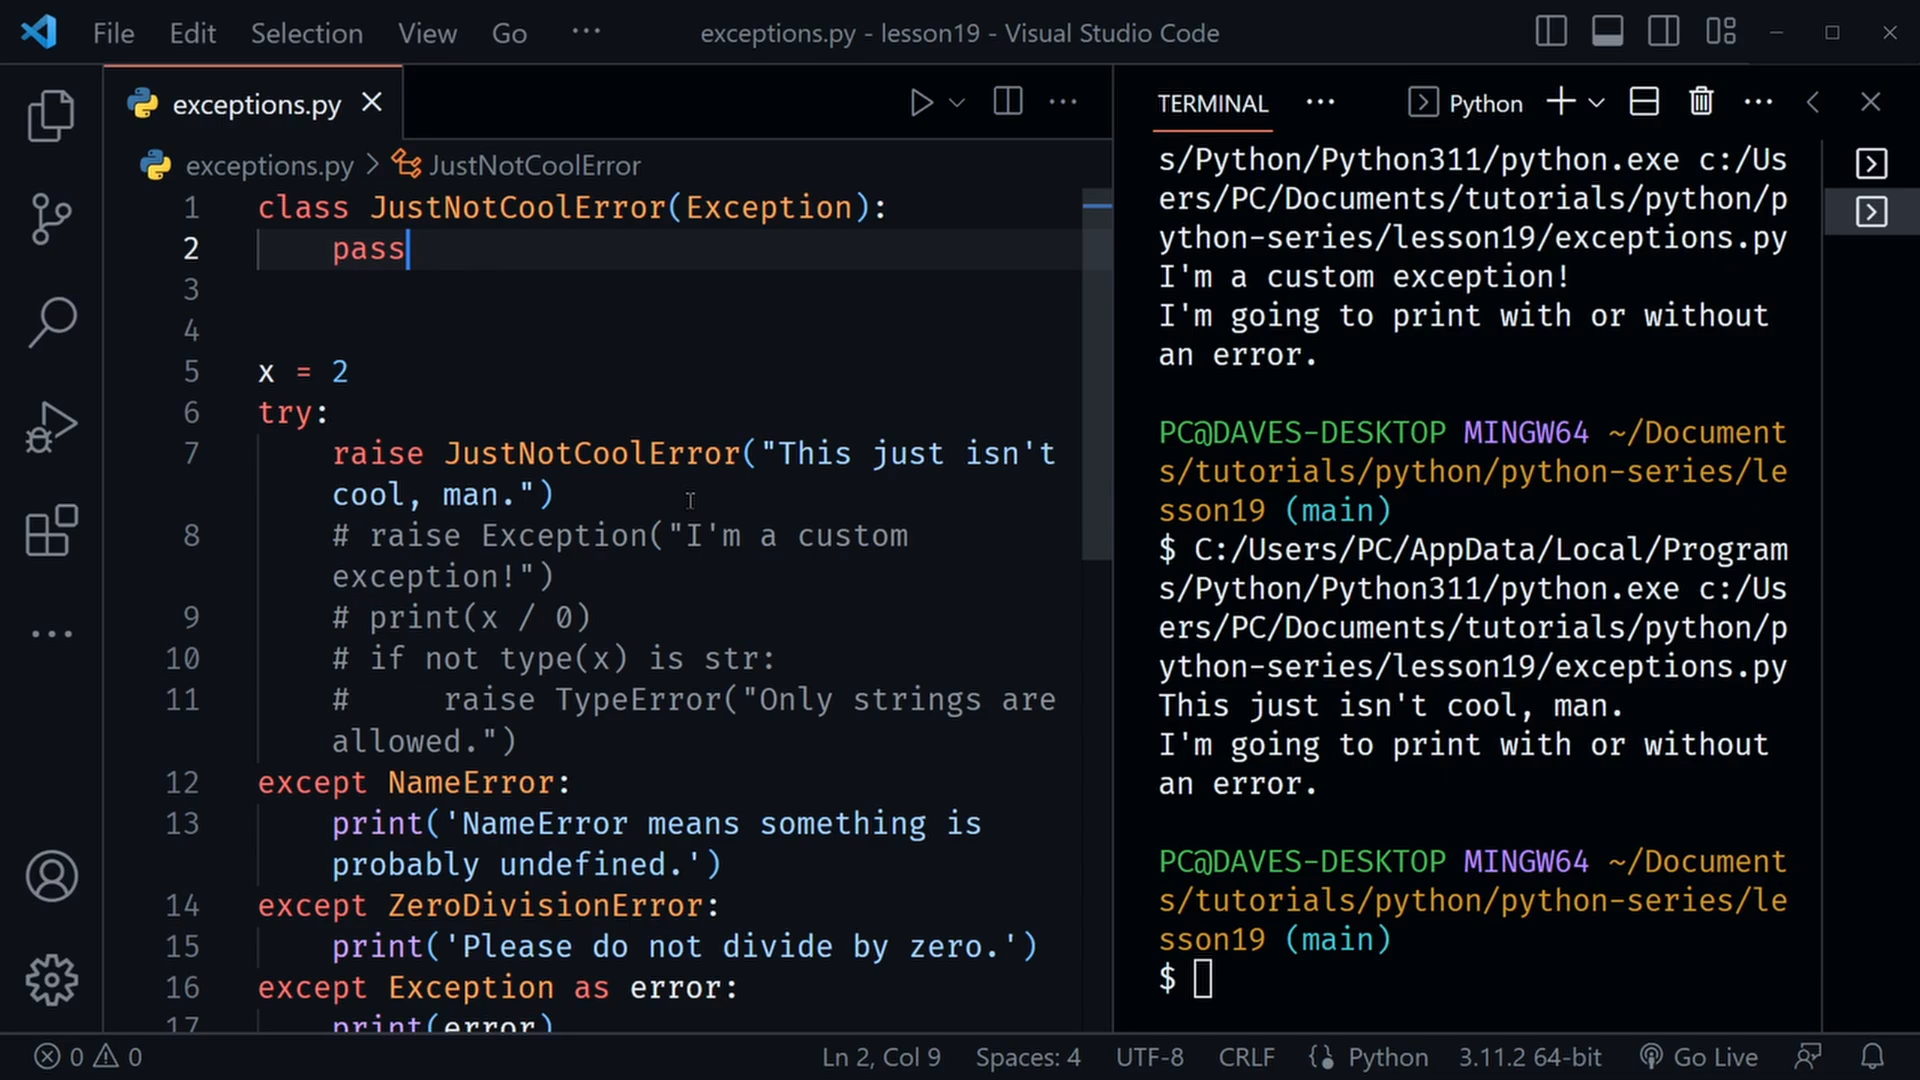 File Edit Selection View Go ··· exceptions.py - lesson19 - Visual Studio Code
exceptions.py
exceptions.py > JustNotCoolError
1 class JustNotCoolError(Exception):
2     pass
3
4
5 x = 2
6 try:
7     raise JustNotCoolError("This just isn't
cool, man.")
8     # raise Exception("I'm a custom
exception!")
9     # print(x / 0)
10     # if not type(x) is str:
11     #     raise TypeError("Only strings are
allowed.")
12 except NameError:
13     print('NameError means something is
probably undefined.')
14 except ZeroDivisionError:
15     print('Please do not divide by zero.')
16 except Exception as error:
17     print(error)
TERMINAL ··· Python
s/Python/Python311/python.exe c:/Us
ers/PC/Documents/tutorials/python/p
ython-series/lesson19/exceptions.py
I'm a custom exception!
I'm going to print with or without
an error.
PC@DAVES-DESKTOP MINGW64 ~/Document
s/tutorials/python/python-series/le
sson19 (main)
$ C:/Users/PC/AppData/Local/Program
s/Python/Python311/python.exe c:/Us
ers/PC/Documents/tutorials/python/p
ython-series/lesson19/exceptions.py
This just isn't cool, man.
I'm going to print with or without
an error.
PC@DAVES-DESKTOP MINGW64 ~/Document
s/tutorials/python/python-series/le
sson19 (main)
$
0 0 Ln 2, Col 9 Spaces: 4 UTF-8 CRLF Python 3.11.2 64-bit Go Live